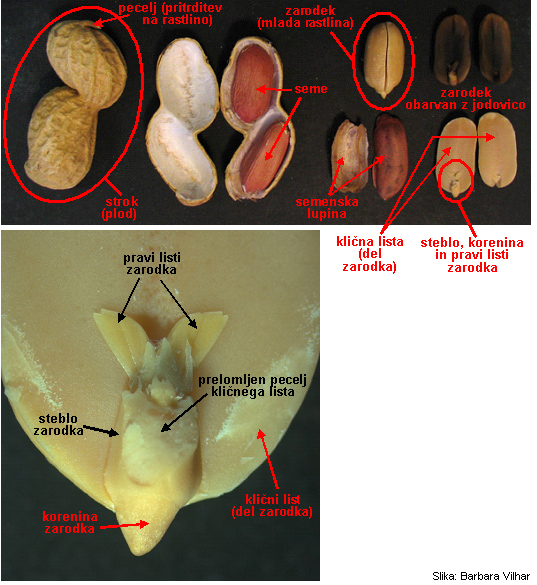 pecelj (pritrditev
na rastlino)
strok
(plod)
seme
zarodek
(mlada rastlina)
zarodek
obarvan z jodovico
semenska
lupina
klična lista
(del
zarodka)
steblo, korenina
in pravi listi
zarodka
pravi listi
zarodka
prelomljen pecelj
kličnega lista
steblo
zarodka
korenina
zarodka
klični list
(del zarodka)
Slika: Barbara Vilhar